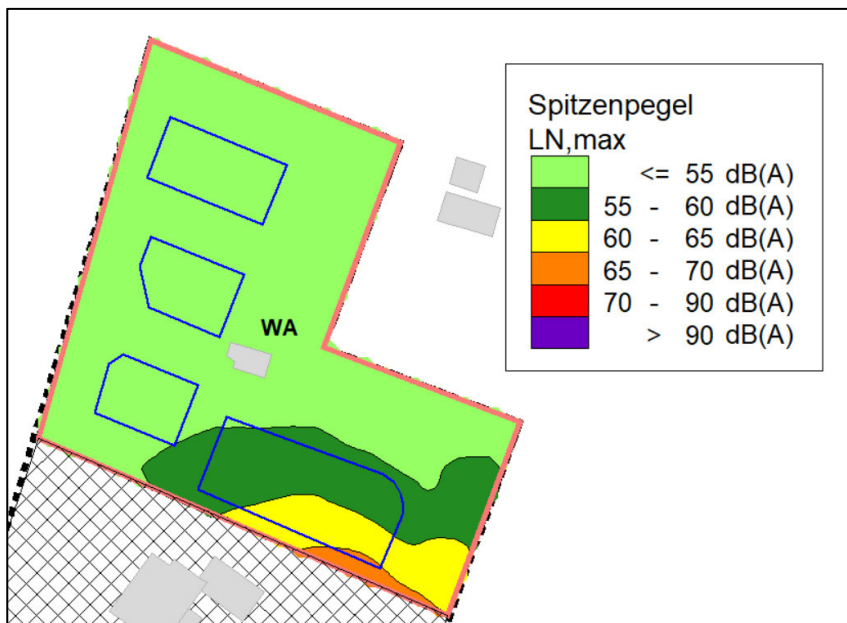 WA
Spitzenpegel
LN,max
<= 55 dB(A)
55 - 60 dB(A)
60 - 65 dB(A)
65 - 70 dB(A)
70 - 90 dB(A)
> 90 dB(A)